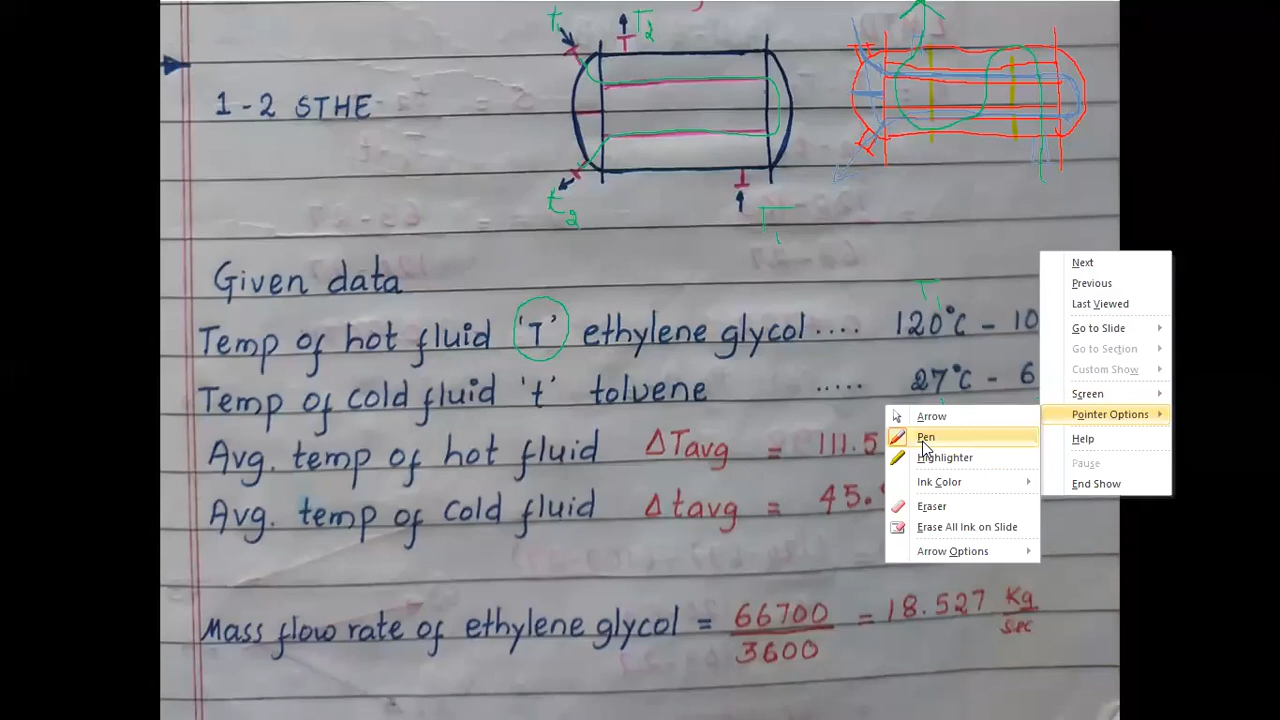 t₁
T₂
1-2 STHE
t₂
T₁
Given data
T₁
Temp of hot fluid 'T' ethylene glycol .... 120°C - 10
Temp of cold fluid 't' toluene ..... 27°C - 6
Avg. temp of hot fluid ΔTavg = 111.5
Avg. temp of cold fluid Δtavg = 45.
Mass flow rate of ethylene glycol = 66700 / 3600 = 18.527 Kg / sec
Next
Previous
Last Viewed
Go to Slide
Go to Section
Custom Show
Screen
Pointer Options
Help
Pause
End Show
Arrow
Pen
Highlighter
Ink Color
Eraser
Erase All Ink on Slide
Arrow Options